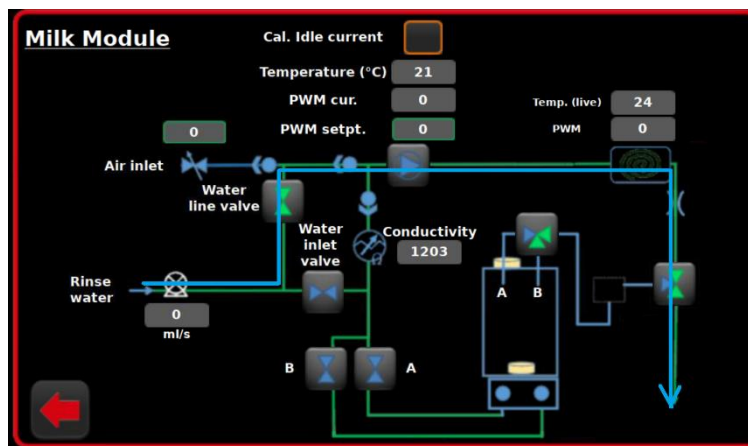 Milk Module
Cal. Idle current
Temperature (°C) 21
PWM cur. 0
Temp. (live) 24
0
PWM setpt. 0
PWM 0
Air inlet
Water
line valve
Water
inlet
valve
Conductivity
1203
Rinse
water
A B
0
ml/s
B A